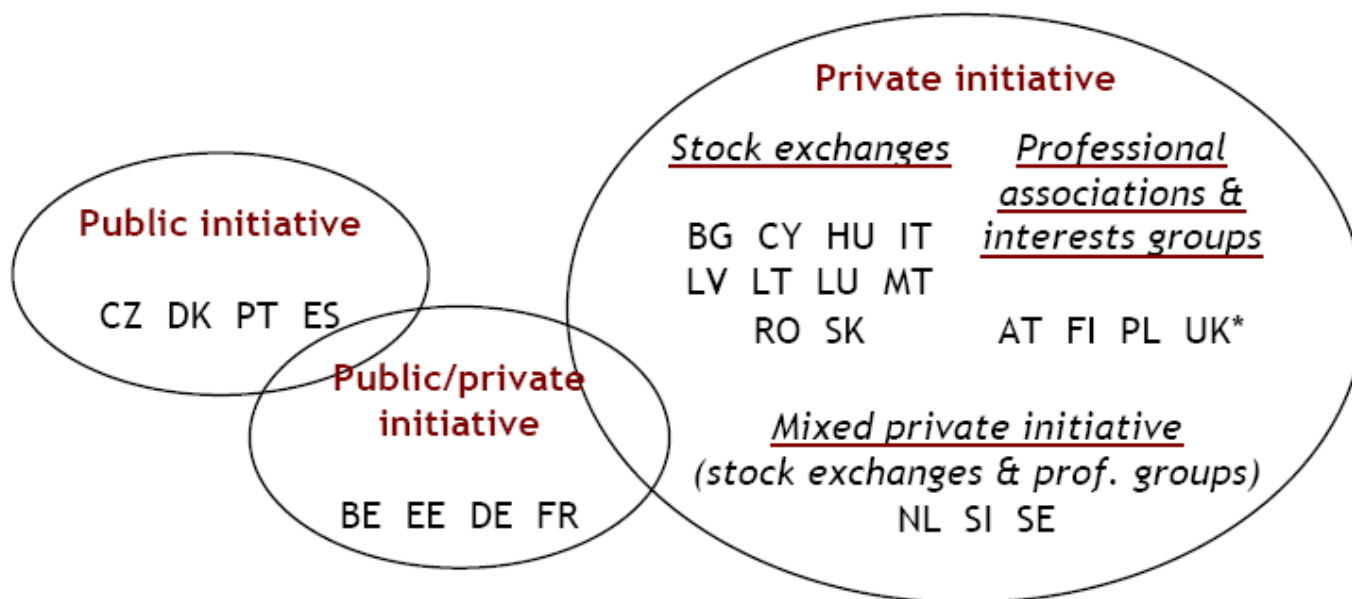 Public initiative
CZ DK PT ES
Public/private
initiative
BE EE DE FR
Private initiative
Stock exchanges
BG CY HU IT
LV LT LU MT
RO SK
Professional
associations &
interests groups
AT FI PL UK*
Mixed private initiative
(stock exchanges & prof. groups)
NL SI SE